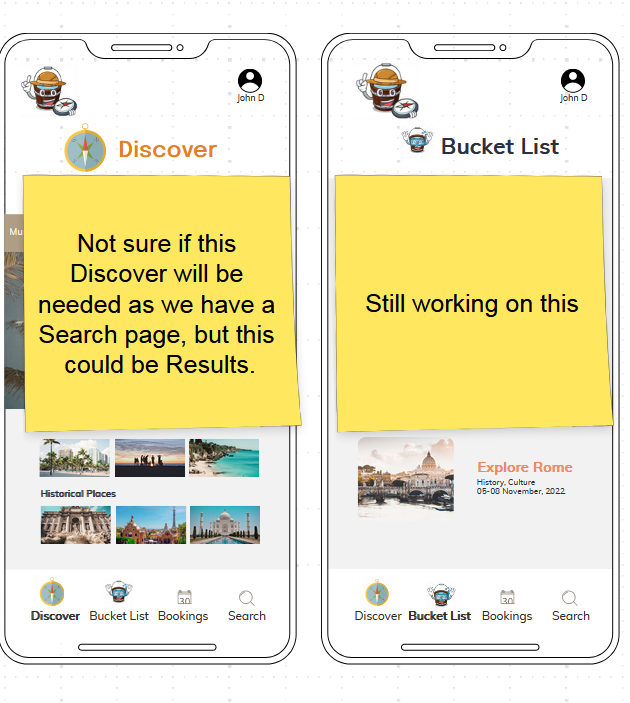 John D
Discover
Not sure if this
Discover will be
needed as we have a
Search page, but this
could be Results.
Historical Places
Discover
Bucket List
Bookings
Search
John D
Bucket List
Still working on this
Explore Rome
History, Culture
05-08 November, 2022
Discover
Bucket List
30
Bookings
Search